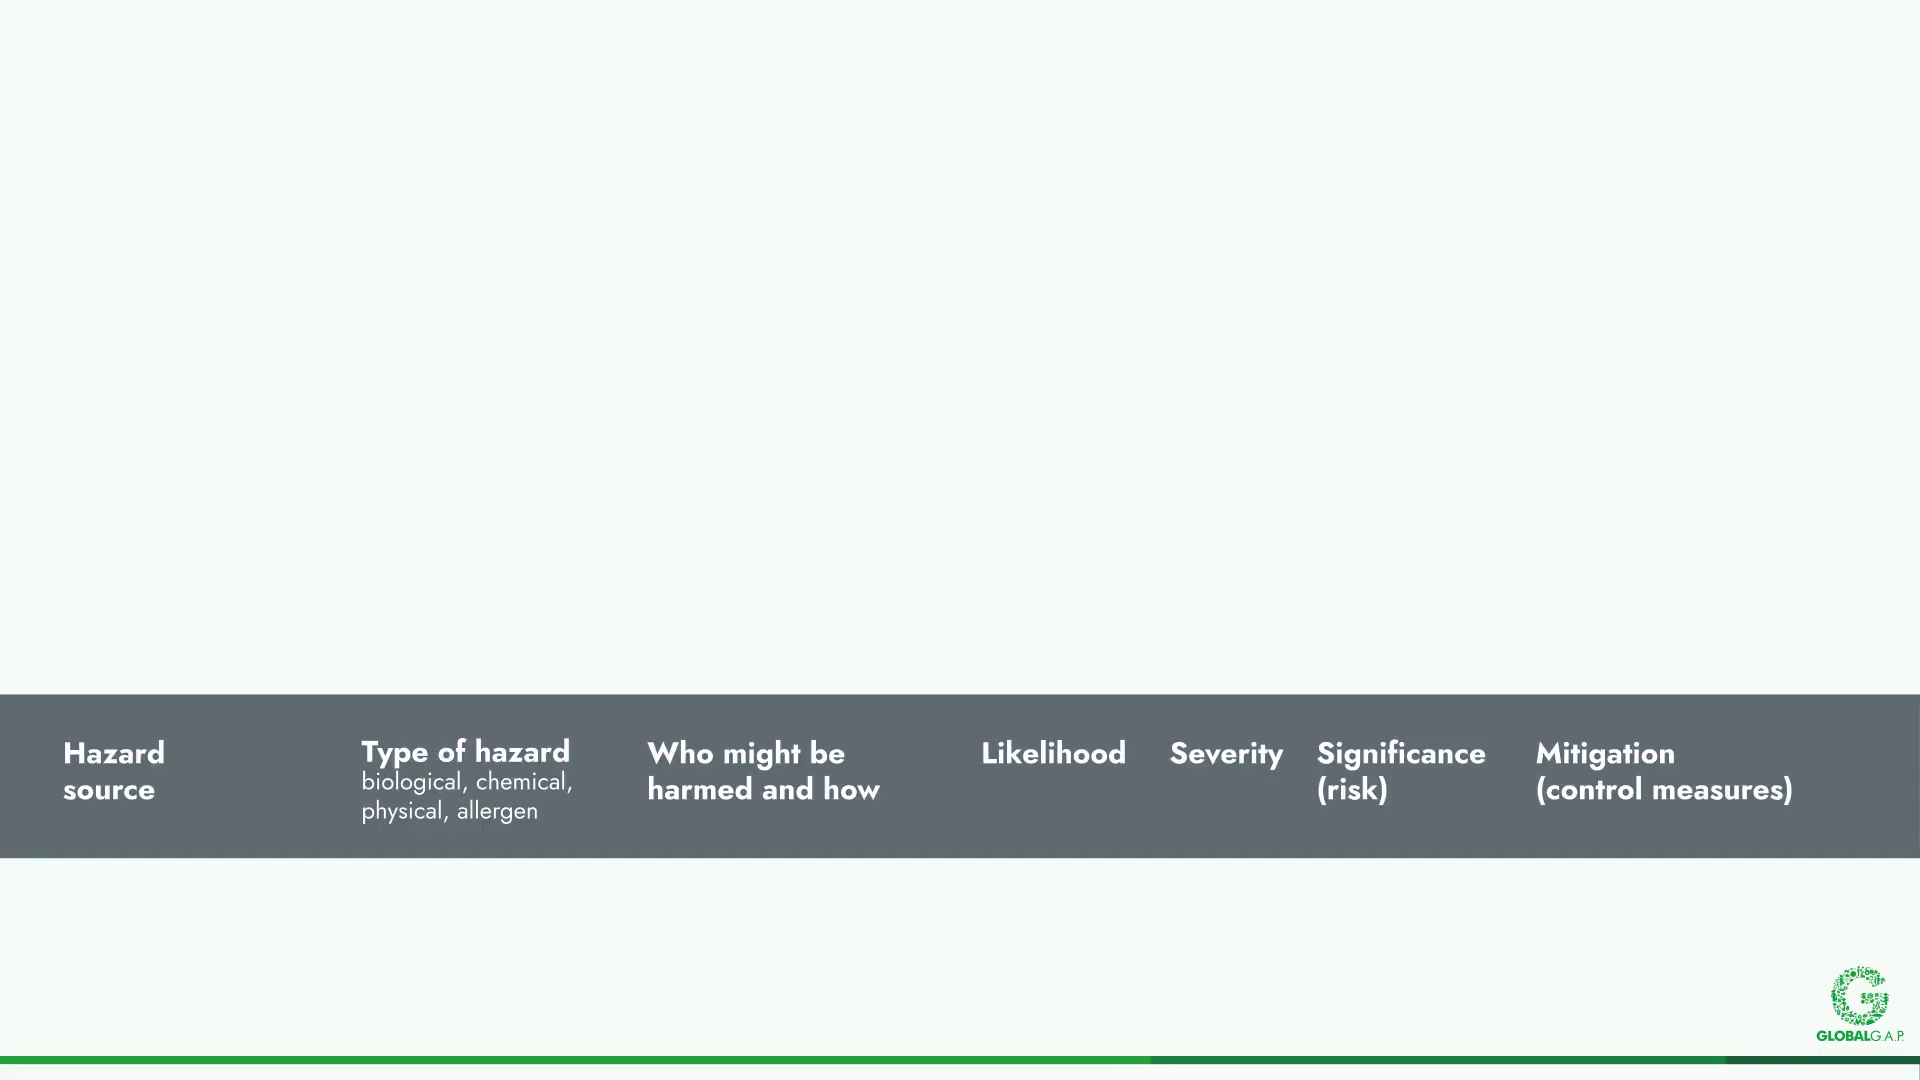 Hazard
source
Type of hazard
biological, chemical,
physical, allergen
Who might be
harmed and how
Likelihood
Severity
Significance
(risk)
Mitigation
(control measures)
GLOBALG.A.P.